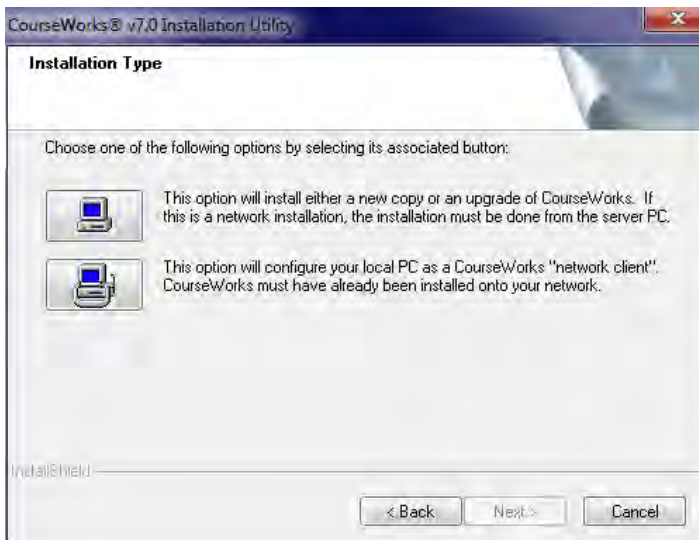 CourseWorks® v7.0 Installation Utility
Installation Type
Choose one of the following options by selecting its associated button:
This option will install either a new copy or an upgrade of CourseWorks. If
this is a network installation, the installation must be done from the server PC.
This option will configure your local PC as a CourseWorks "network client".
CourseWorks must have already been installed onto your network.
InstallShield
< Back
Next >
Cancel